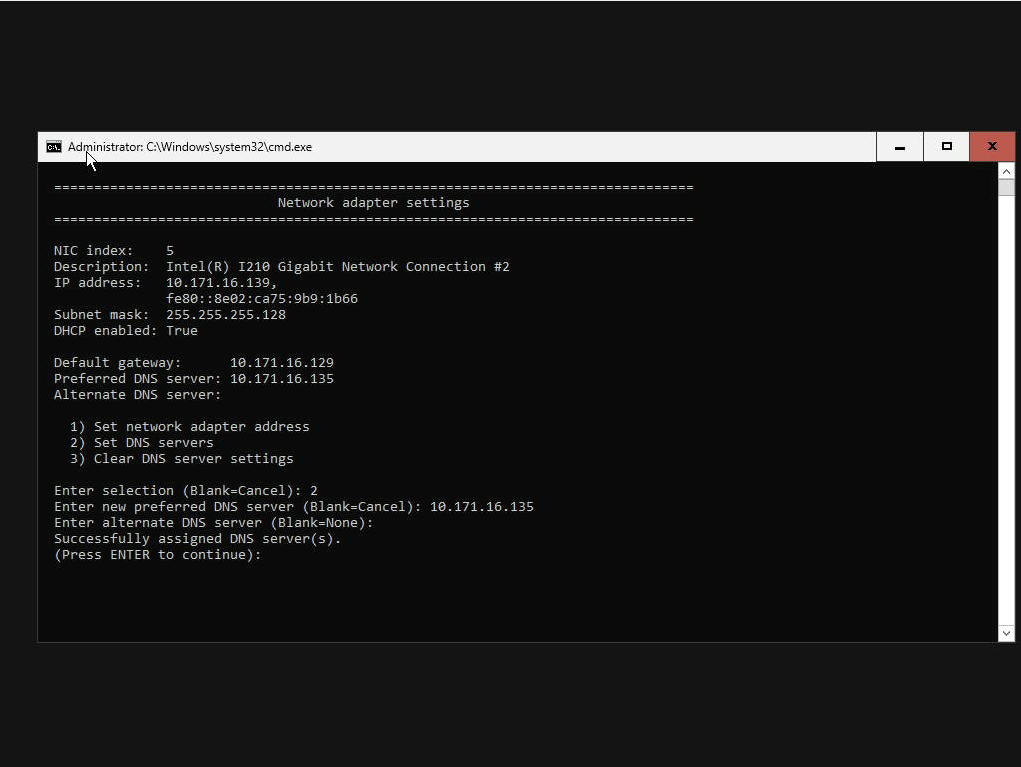 Administrator: C:\Windows\system32\cmd.exe
================================================================================
Network adapter settings
================================================================================
NIC index:    5
Description:  Intel(R) I210 Gigabit Network Connection #2
IP address:   10.171.16.139,
fe80::8e02:ca75:9b9:1b66
Subnet mask:  255.255.255.128
DHCP enabled: True
Default gateway:      10.171.16.129
Preferred DNS server: 10.171.16.135
Alternate DNS server:
1) Set network adapter address
2) Set DNS servers
3) Clear DNS server settings
Enter selection (Blank=Cancel): 2
Enter new preferred DNS server (Blank=Cancel): 10.171.16.135
Enter alternate DNS server (Blank=None):
Successfully assigned DNS server(s).
(Press ENTER to continue):